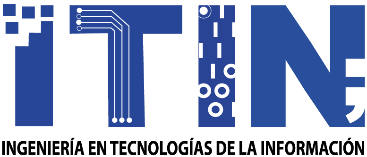 iTIN;
INGENIERÍA EN TECNOLOGÍAS DE LA INFORMACIÓN